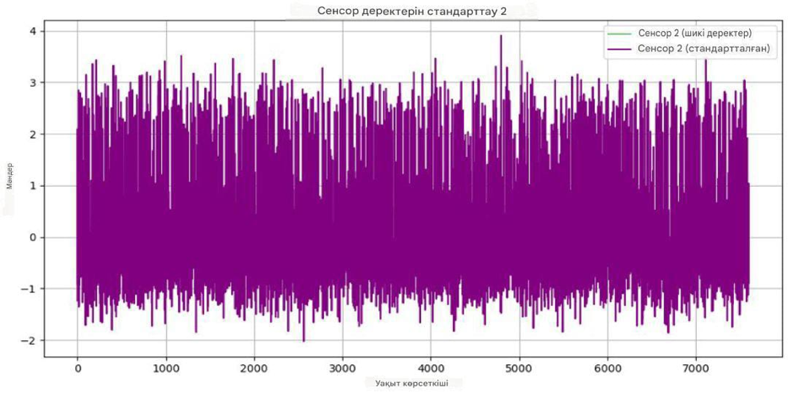 Сенсор деректерін стандарттау 2
Сенсор 2 (шикі деректер)
Сенсор 2 (стандартталған)
4
3
2
1
0
−1
−2
Мәндер
0 1000 2000 3000 4000 5000 6000 7000
Уақыт көрсеткіші